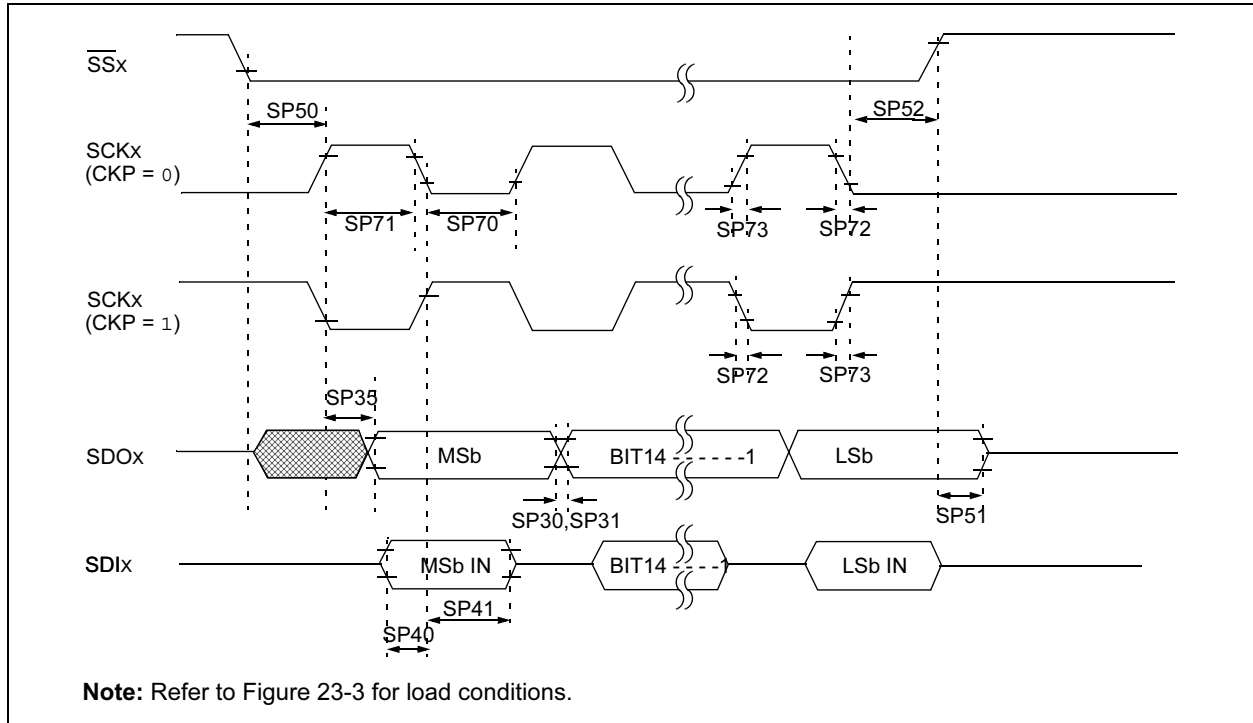 SSx
SP50
SP52
SCKx
(CKP = 0)
SP71
SP70
SP73
SP72
SCKx
(CKP = 1)
SP72
SP73
SP35
SDOx
MSb
BIT14 - - - - - -1
LSb
SP30,SP31
SP51
SDIx
MSb IN
BIT14 - - - - -1
LSb IN
SP41
SP40
Note: Refer to Figure 23-3 for load conditions.